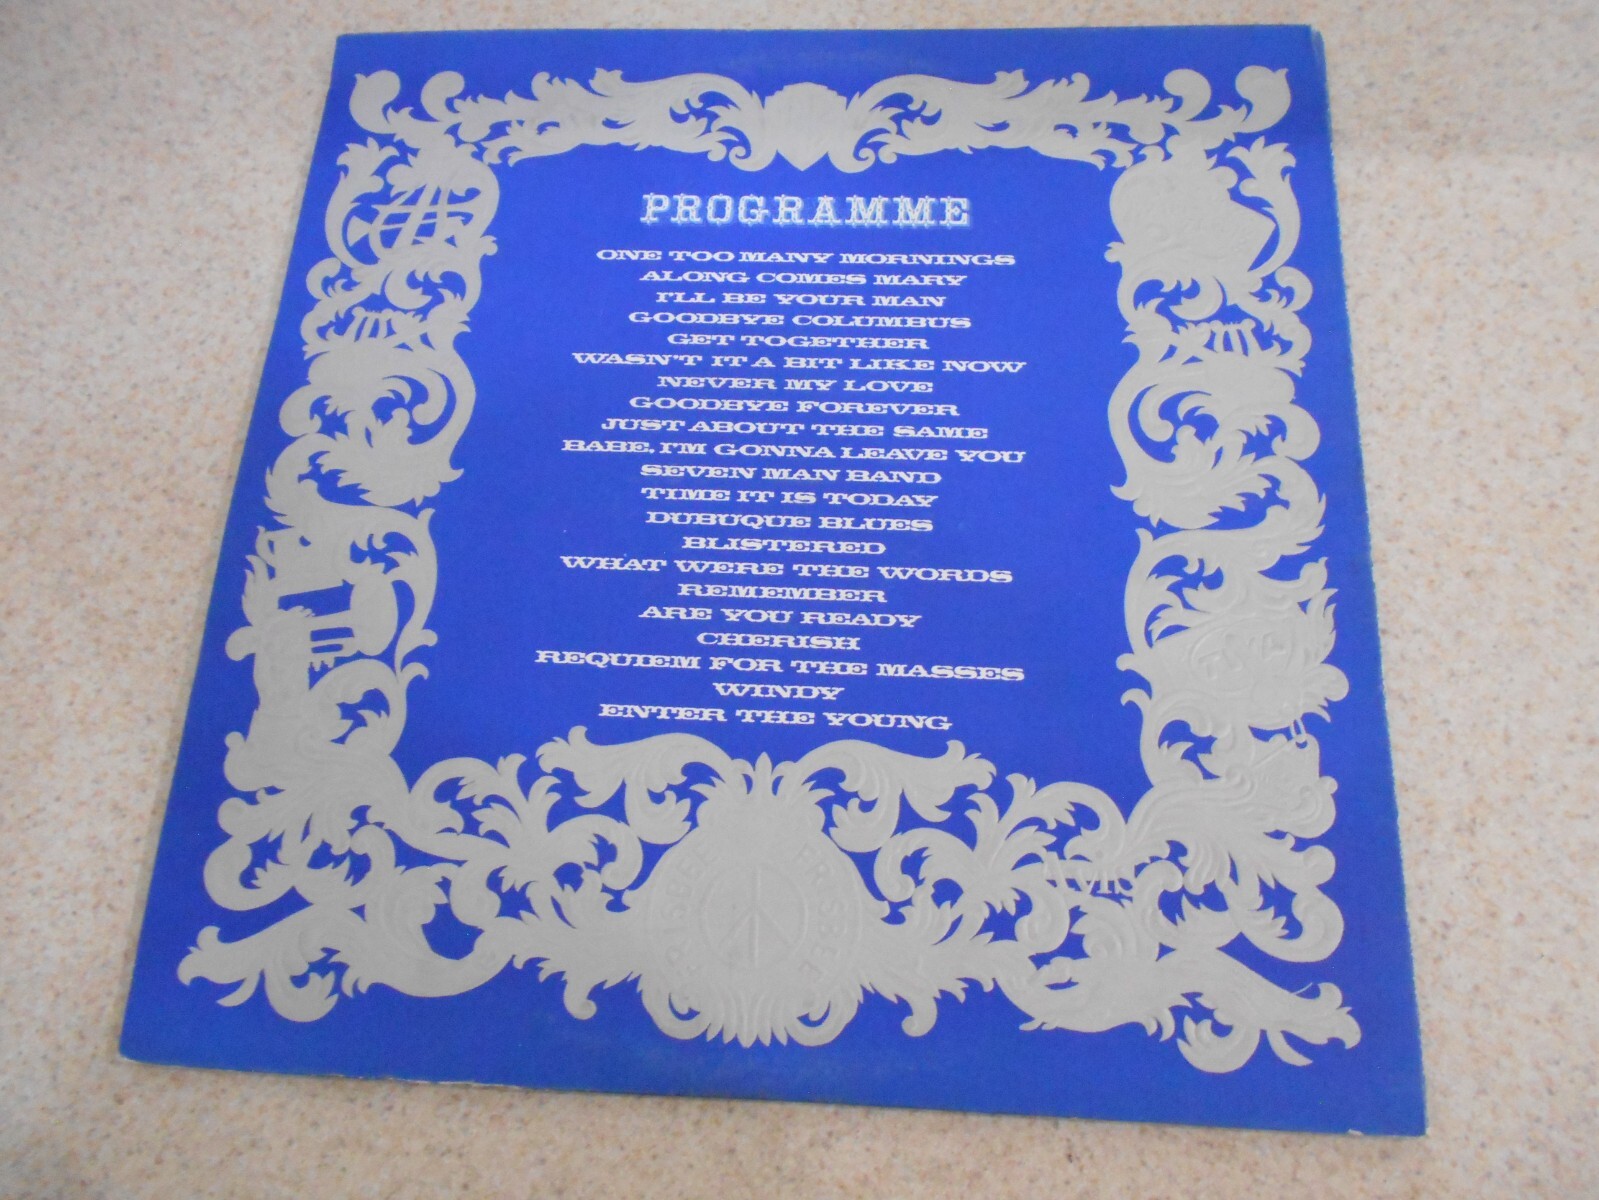 PROGRAMME
ONE TOO MANY MORNINGS
ALONG COMES MARY
I'LL BE YOUR MAN
GOODBYE COLUMBUS
GET TOGETHER
WASN'T IT A BIT LIKE NOW
NEVER MY LOVE
GOODBYE FOREVER
JUST ABOUT THE SAME
BABE, I'M GONNA LEAVE YOU
SEVEN MAN BAND
TIME IT IS TODAY
DUBUQUE BLUES
BLISTERED
WHAT WERE THE WORDS
REMEMBER
ARE YOU READY
CHERISH
REQUIEM FOR THE MASSES
WINDY
ENTER THE YOUNG